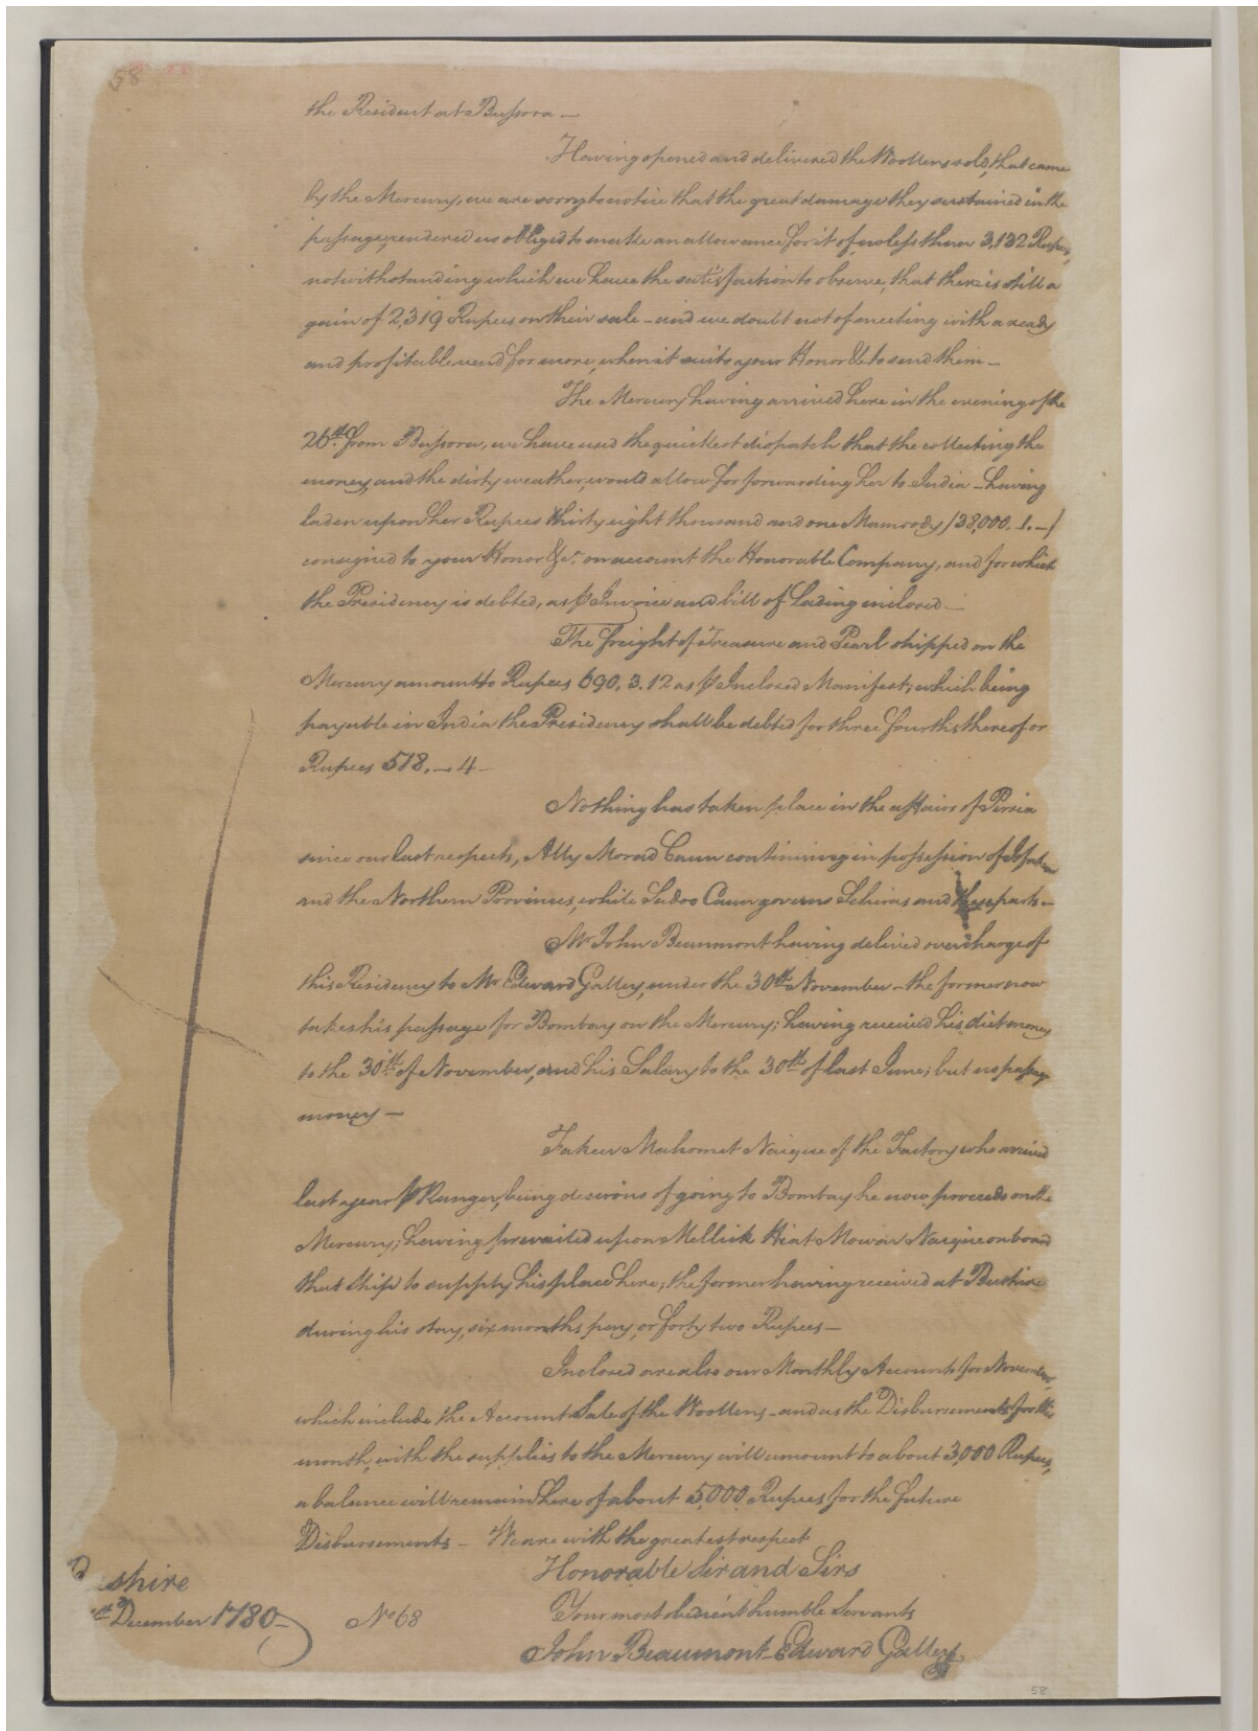 58
the Resident at Bussora —
Having opened and delivered the Woollens sold, that came
by the Mercury, we are sorry to notice that the great damage they sustained in the
passage, rendered us obliged to make an allowance for it of no less than 3,132 Rupees,
notwithstanding which we have the satisfaction to observe, that there is still a
gain of 2,319 Rupees on their sale – and we doubt not of meeting with a ready
and profitable vend for more, when it suits your Honor &c to send them —
The Mercury having arrived here in the evening of the
26th from Bussora, we have used the quickest dispatch that the collecting the
money, and the dirty weather, would allow for forwarding her to India – having
laden upon her Rupees thirty eight thousand and one Mamoody /38,000. 1. –/
consigned to your Honor &c. on account the Honorable Company, and for which
the Presidency is debted, as ⅌ Invoice and bill of Lading inclosed —
The freight of Treasure and Pearl shipped on the
Mercury amounts to Rupees 690. 3. 12 as ⅌ Inclosed Manifest; which being
payable in India the Presidency shall be debted for three fourths thereof or
Rupees 518. – 4 –
Nothing has taken place in the affairs of Persia
since our last respects, Ally Morad Caun continuing in possession of
and the Northern Provinces, while Sadoo Caun governs Schiras and these parts –
Mr John Beaumont having delived over charge of
this Residency to Mr Edward Galley, under the 30th November – the former now
takes his passage for Bombay on the Mercury; having received his diet money
to the 30th of November, and his Salary to the 30th of last June; but no passage
money —
Fakeer Mahomet Naique of the Factory who arrived
last year ⅌ Ranger, being desirous of going to Bombay he now proceeds on the
Mercury; having prevailed upon Mellick Naique on board
that Ship to supply his place here; the former having received at Bushire
during his stay, six months pay, or forty two Rupees —
Inclosed are also our Monthly Accounts for November,
which include the Account Sale of the Woollens – and as the Disbursements for this
month, with the supplies to the Mercury will amount to about 3,000 Rupees,
a balance will remain here of about 5,000 Rupees for the future
Disbursements – We are with the greatest respect
Honorable Sir and Sirs
Your most obedient humble Servants
John Beaumont Edward Galley
shire
December 1780
No 68
58